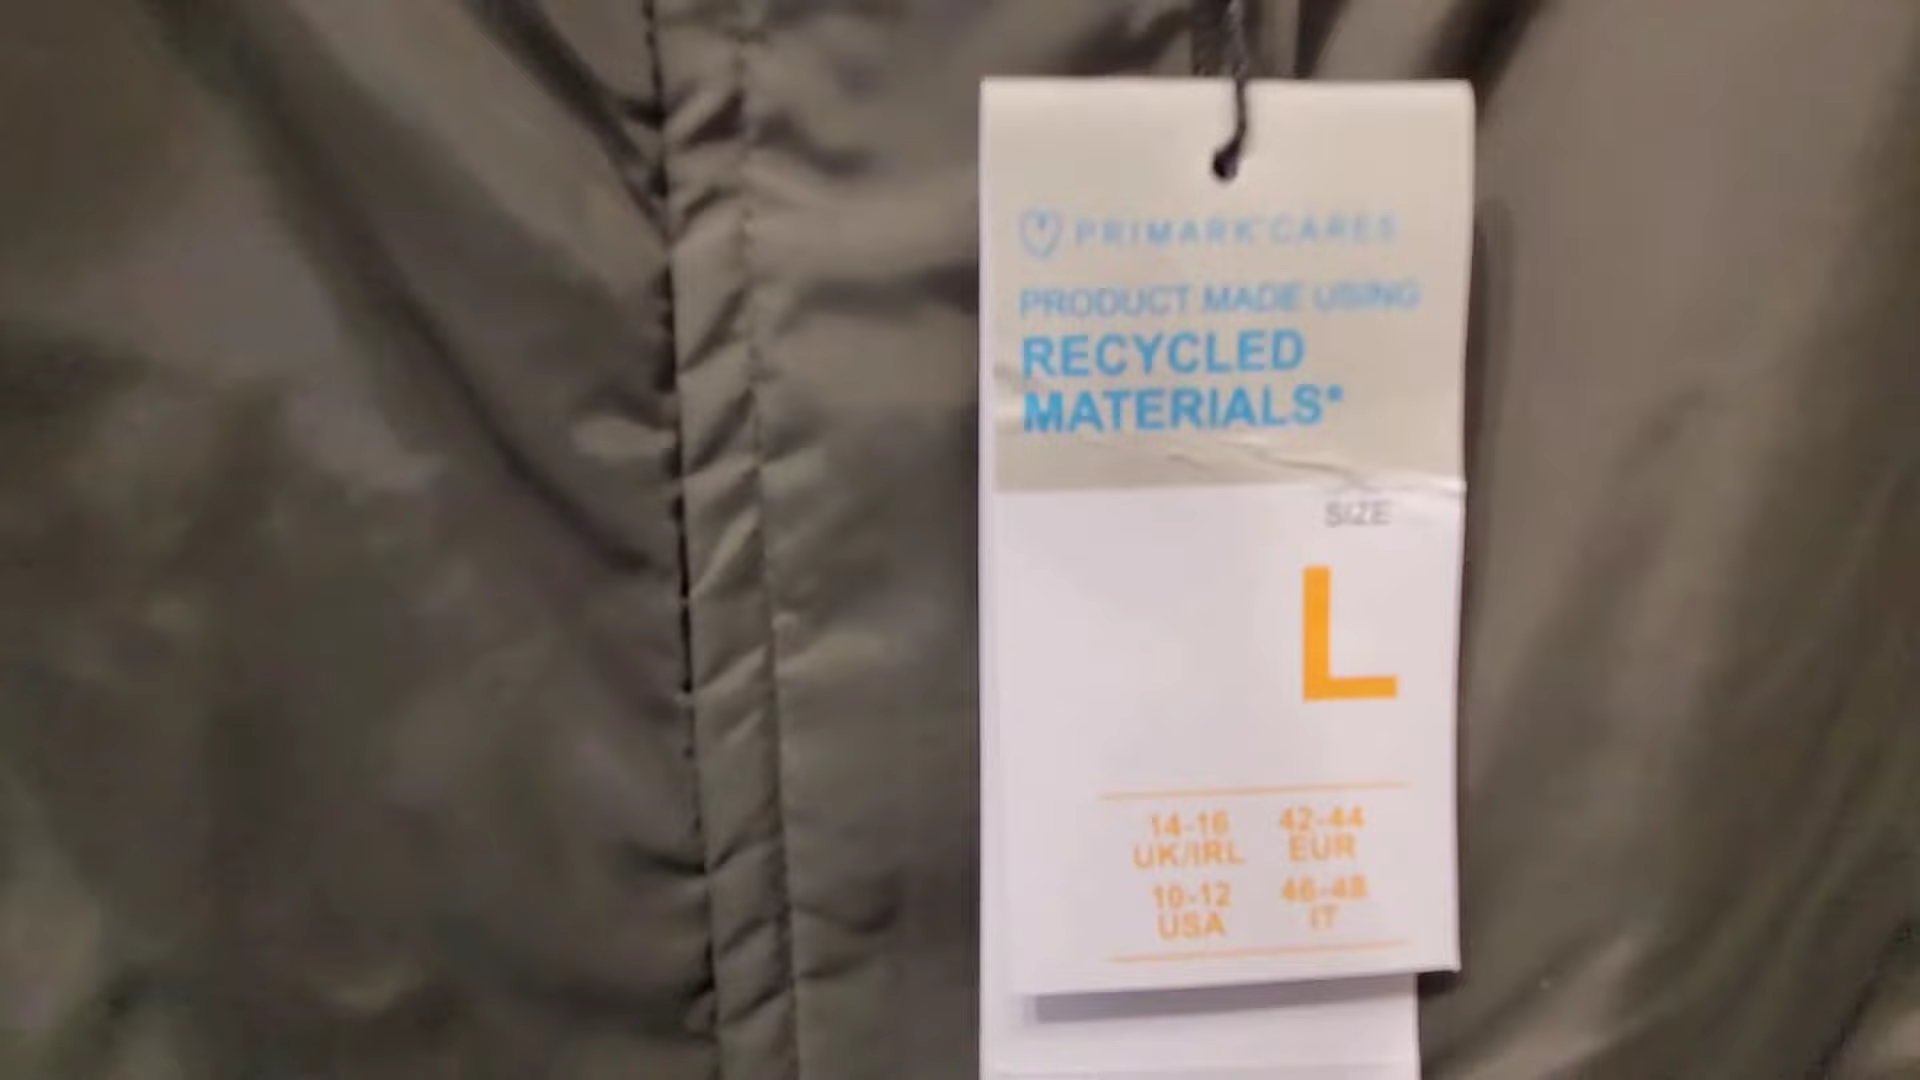 PRIMARK CARES
PRODUCT MADE USING
RECYCLED
MATERIALS*
SIZE
L
14-16 42-44
UK/IRL EUR
10-12 46-48
USA IT